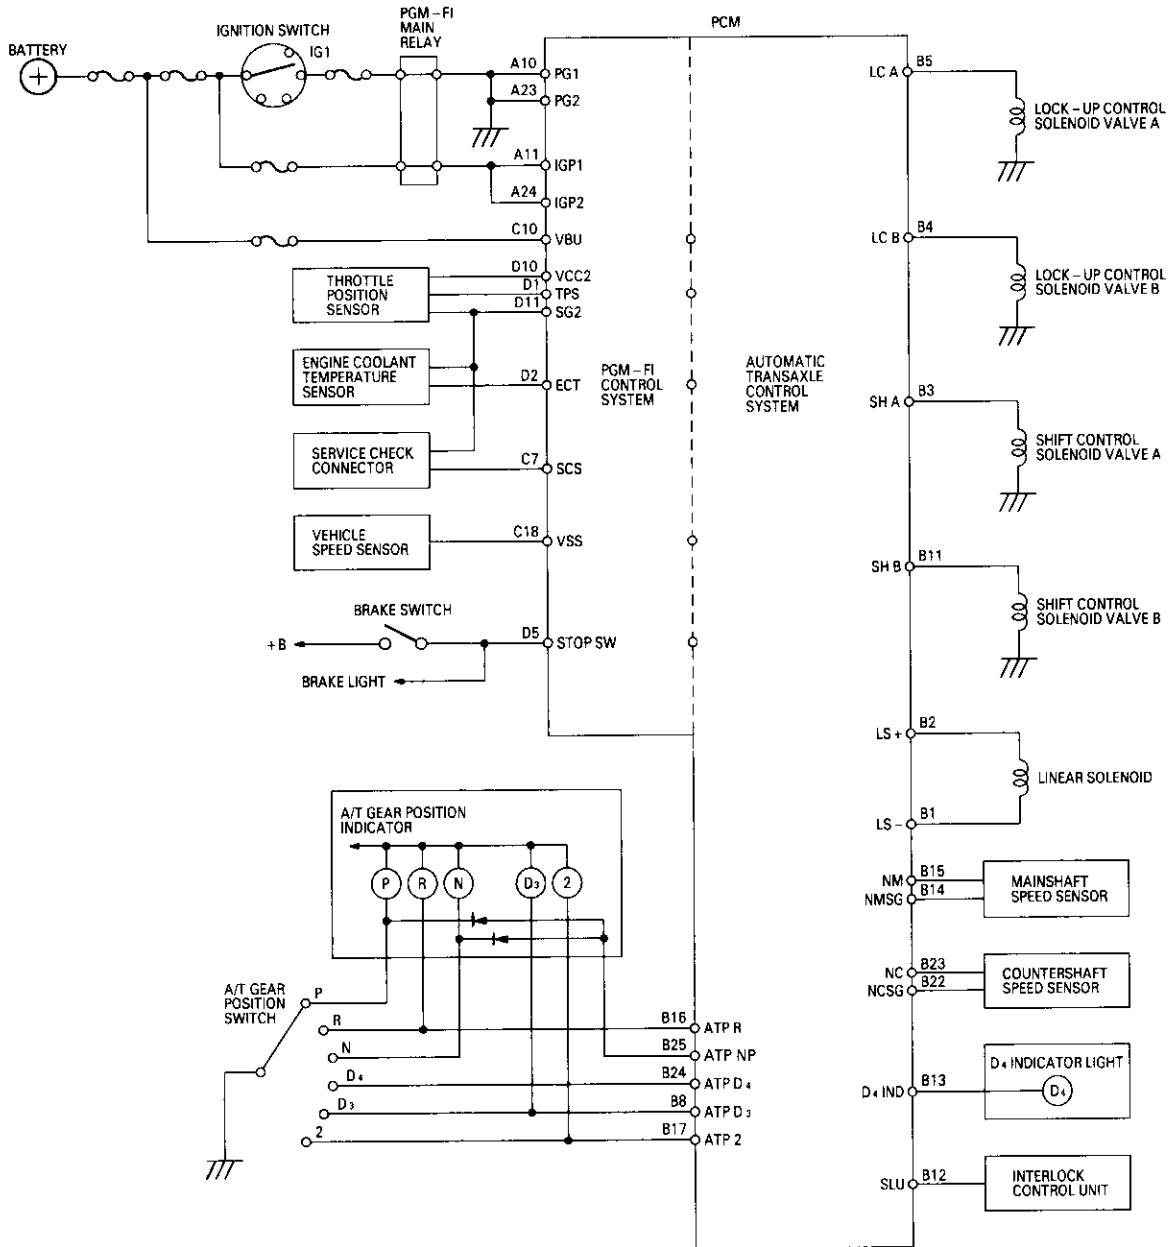 PCM
PGM-FI
MAIN
RELAY
IGNITION SWITCH
IG1
BATTERY
A10
PG1
A23
PG2
A11
IGP1
A24
IGP2
C10
VBU
D10
VCC2
D1
TPS
D11
SG2
THROTTLE
POSITION
SENSOR
ENGINE COOLANT
TEMPERATURE
SENSOR
D2
ECT
SERVICE CHECK
CONNECTOR
C7
SCS
VEHICLE
SPEED SENSOR
C18
VSS
BRAKE SWITCH
+B
D5
STOP SW
BRAKE LIGHT
PGM-FI
CONTROL
SYSTEM
AUTOMATIC
TRANSAXLE
CONTROL
SYSTEM
LC A
B5
LOCK-UP CONTROL
SOLENOID VALVE A
LC B
B4
LOCK-UP CONTROL
SOLENOID VALVE B
SH A
B3
SHIFT CONTROL
SOLENOID VALVE A
SH B
B11
SHIFT CONTROL
SOLENOID VALVE B
LS+
B2
LINEAR SOLENOID
LS-
B1
NM
B15
NMSG
B14
MAINSHAFT
SPEED SENSOR
NC
B23
NCSG
B22
COUNTERSHAFT
SPEED SENSOR
D4 INDICATOR LIGHT
D4 IND
B13
D4
SLU
B12
INTERLOCK
CONTROL UNIT
A/T GEAR POSITION
INDICATOR
P
R
N
D3
2
A/T GEAR
POSITION
SWITCH
P
R
N
D4
D3
2
B16
ATP R
B25
ATP NP
B24
ATP D4
B8
ATP D3
B17
ATP 2